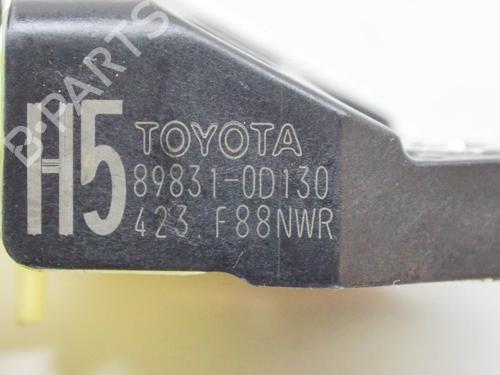 B-PARTS
H5
TOYOTA
89831-0D130
423 F88NWR